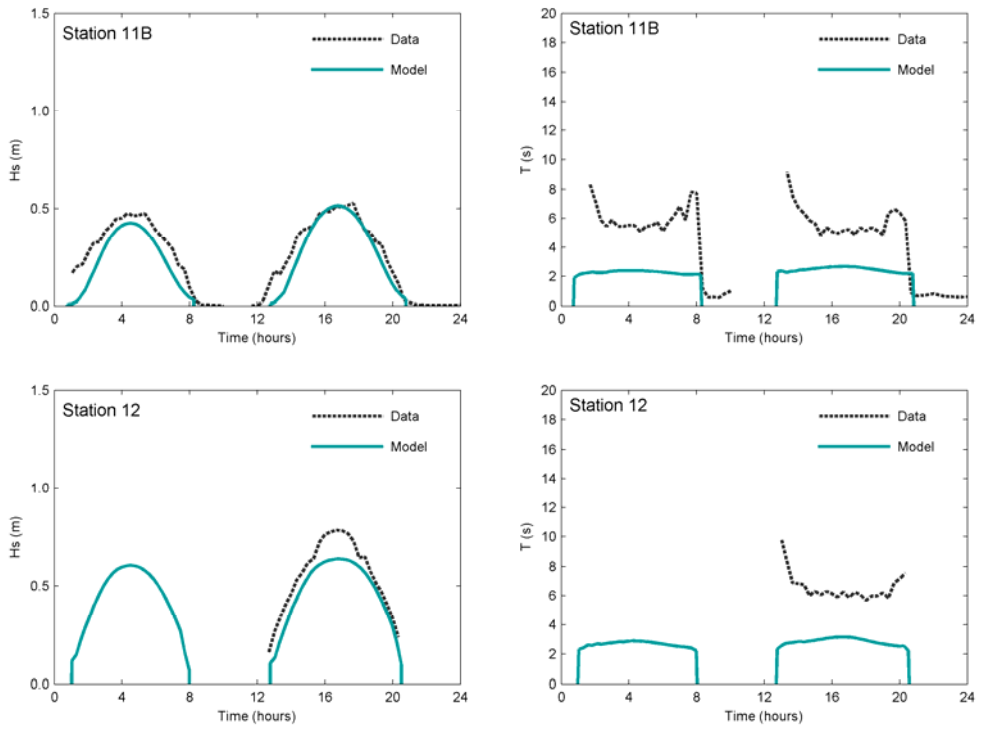 Station 11B
Data
Model
1.5
1.0
0.5
0.0
Hs (m)
0 4 8 12 16 20 24
Time (hours)
Station 11B
Data
Model
20
18
16
14
12
10
8
6
4
2
0
T (s)
0 4 8 12 16 20 24
Time (hours)
Station 12
Data
Model
1.5
1.0
0.5
0.0
Hs (m)
0 4 8 12 16 20 24
Time (hours)
Station 12
Data
Model
20
18
16
14
12
10
8
6
4
2
0
T (s)
0 4 8 12 16 20 24
Time (hours)